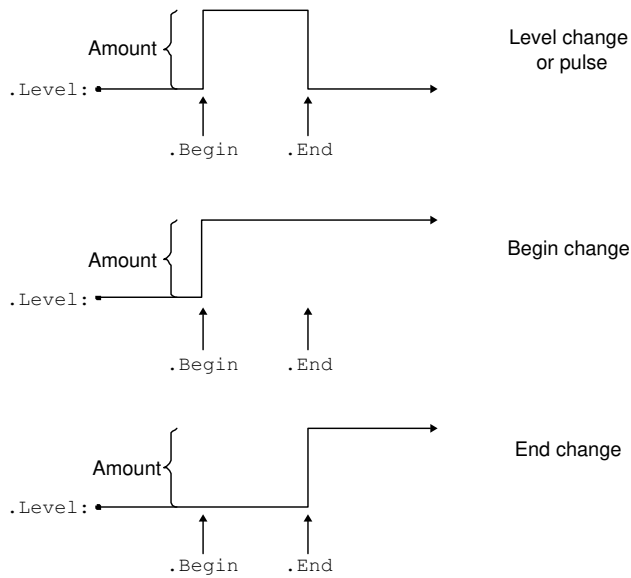 Amount
Level change
or pulse
.Level:
.Begin
.End
Amount
Begin change
.Level:
.Begin
.End
Amount
End change
.Level:
.Begin
.End